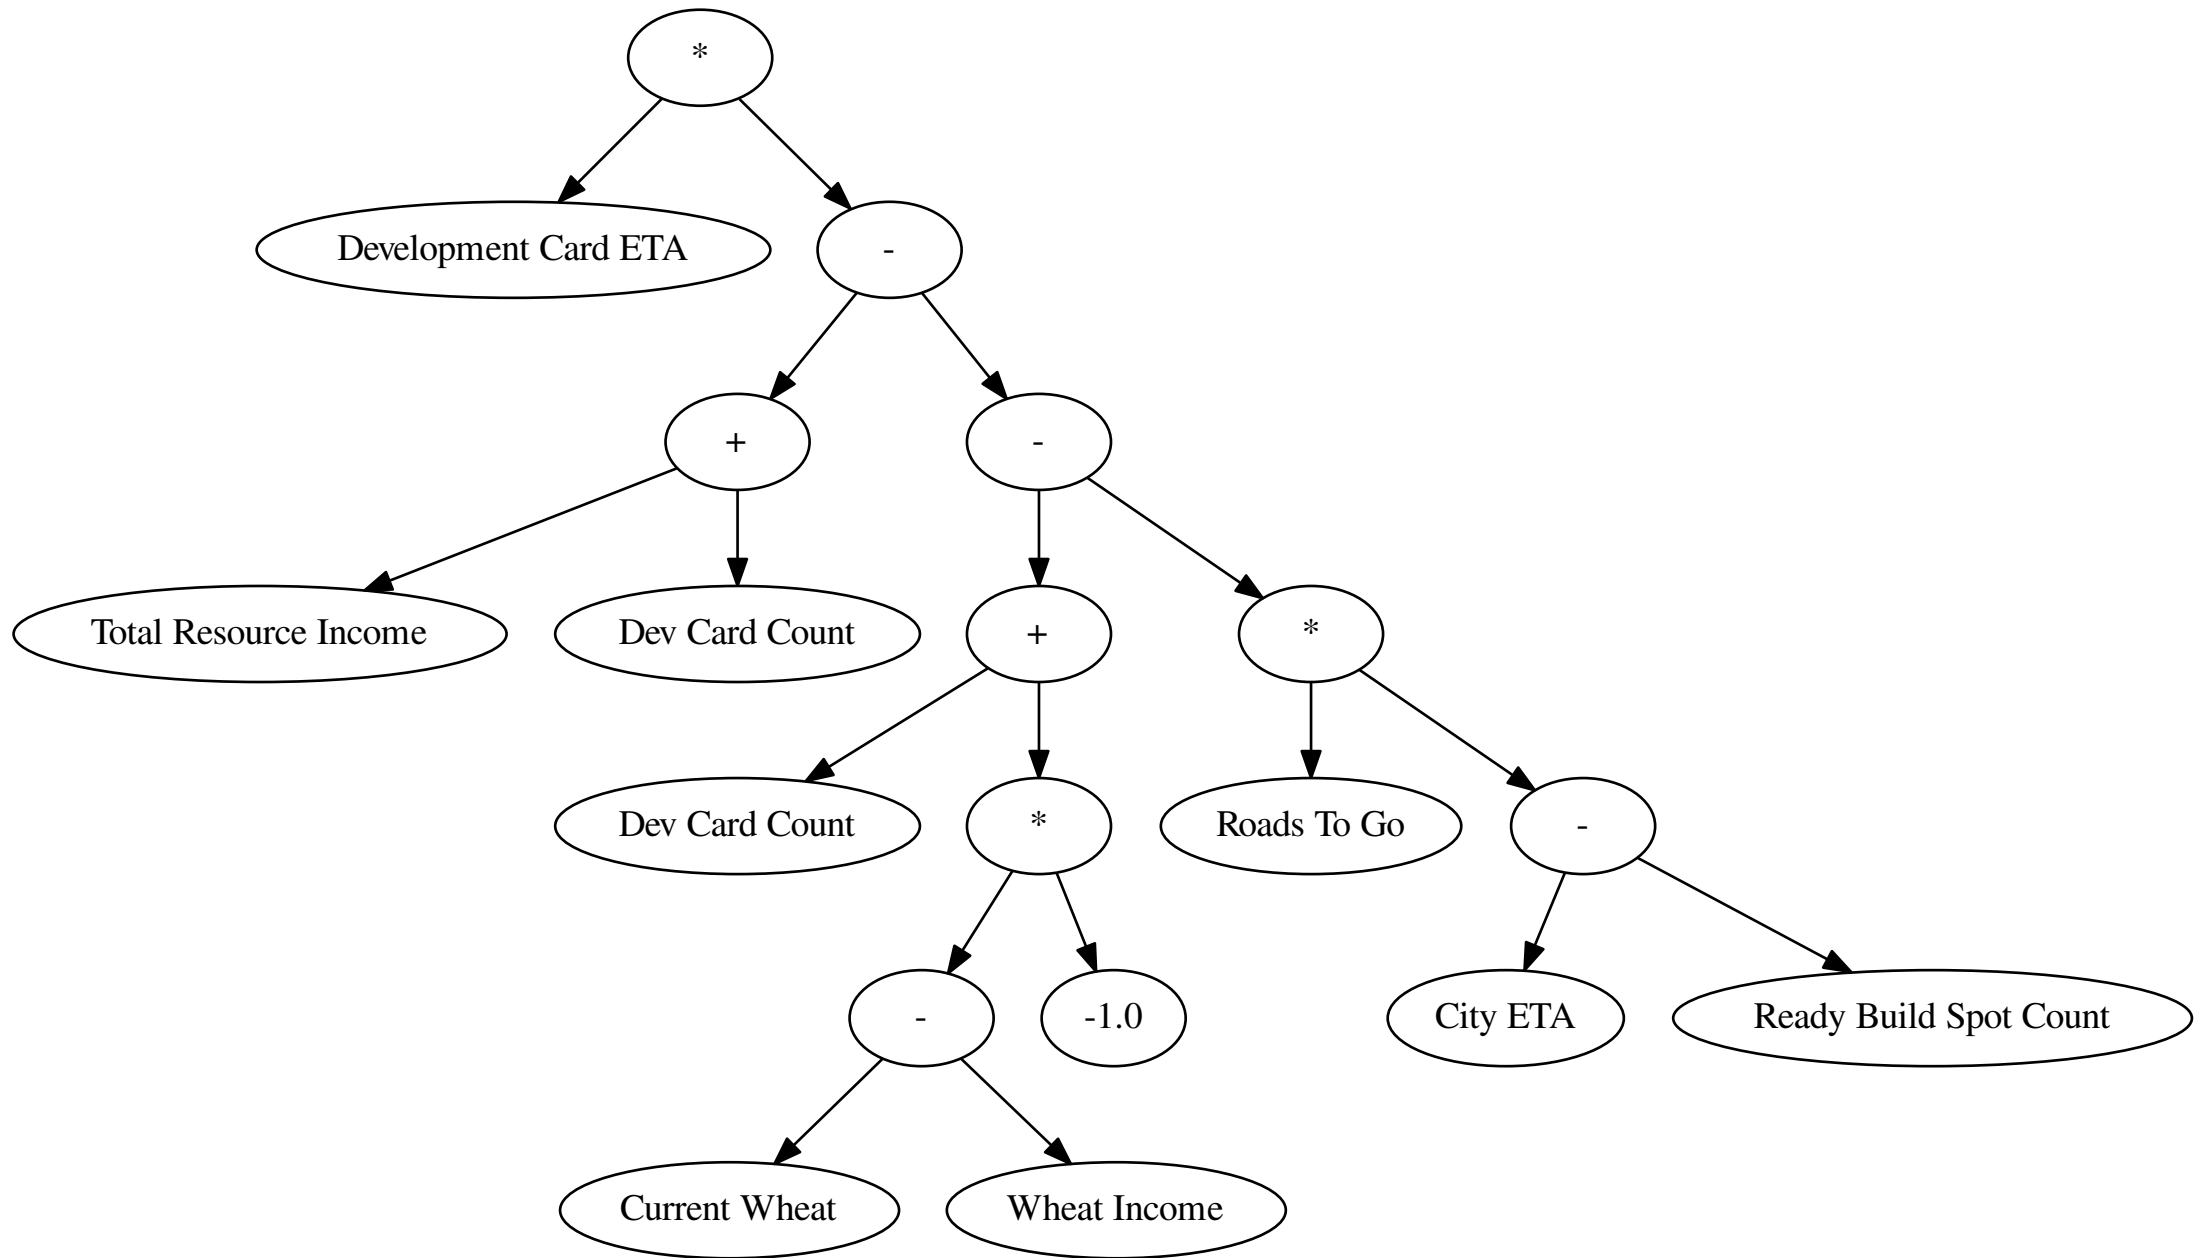 *
Development Card ETA
-
+
-
Total Resource Income
Dev Card Count
+
*
Dev Card Count
*
Roads To Go
-
-
-1.0
City ETA
Ready Build Spot Count
Current Wheat
Wheat Income